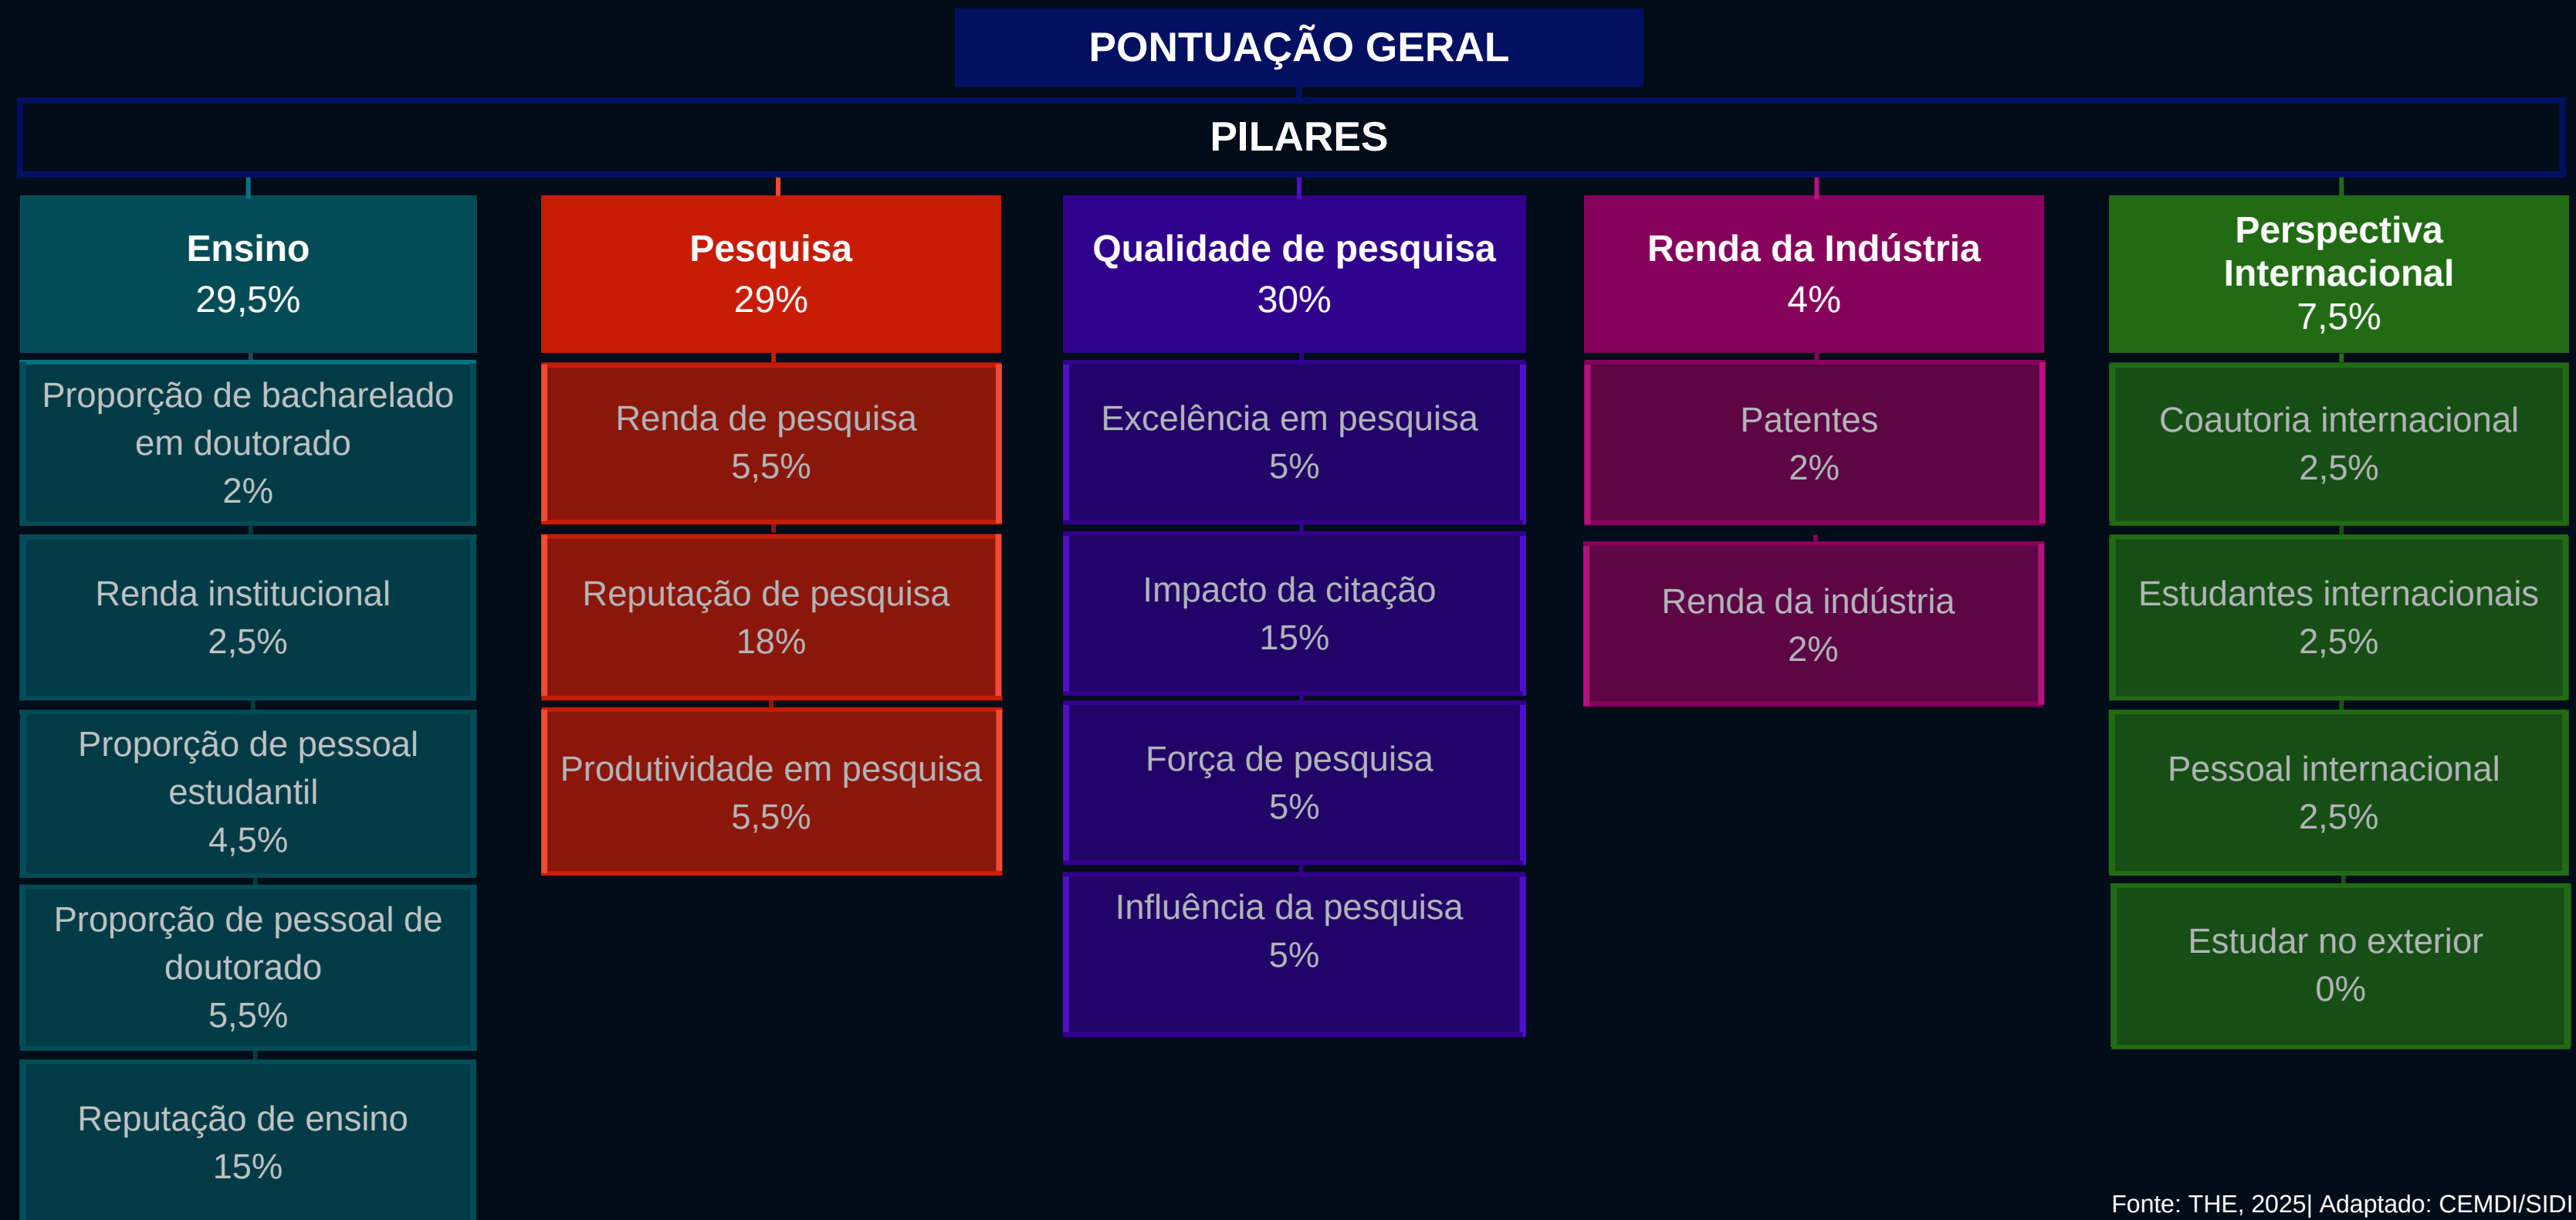 PONTUAÇÃO GERAL
PILARES
Ensino
29,5%
Proporção de bacharelado
em doutorado
2%
Renda institucional
2,5%
Proporção de pessoal
estudantil
4,5%
Proporção de pessoal de
doutorado
5,5%
Reputação de ensino
15%
Pesquisa
29%
Renda de pesquisa
5,5%
Reputação de pesquisa
18%
Produtividade em pesquisa
5,5%
Qualidade de pesquisa
30%
Excelência em pesquisa
5%
Impacto da citação
15%
Força de pesquisa
5%
Influência da pesquisa
5%
Renda da Indústria
4%
Patentes
2%
Renda da indústria
2%
Perspectiva
Internacional
7,5%
Coautoria internacional
2,5%
Estudantes internacionais
2,5%
Pessoal internacional
2,5%
Estudar no exterior
0%
Fonte: THE, 2025| Adaptado: CEMDI/SIDI